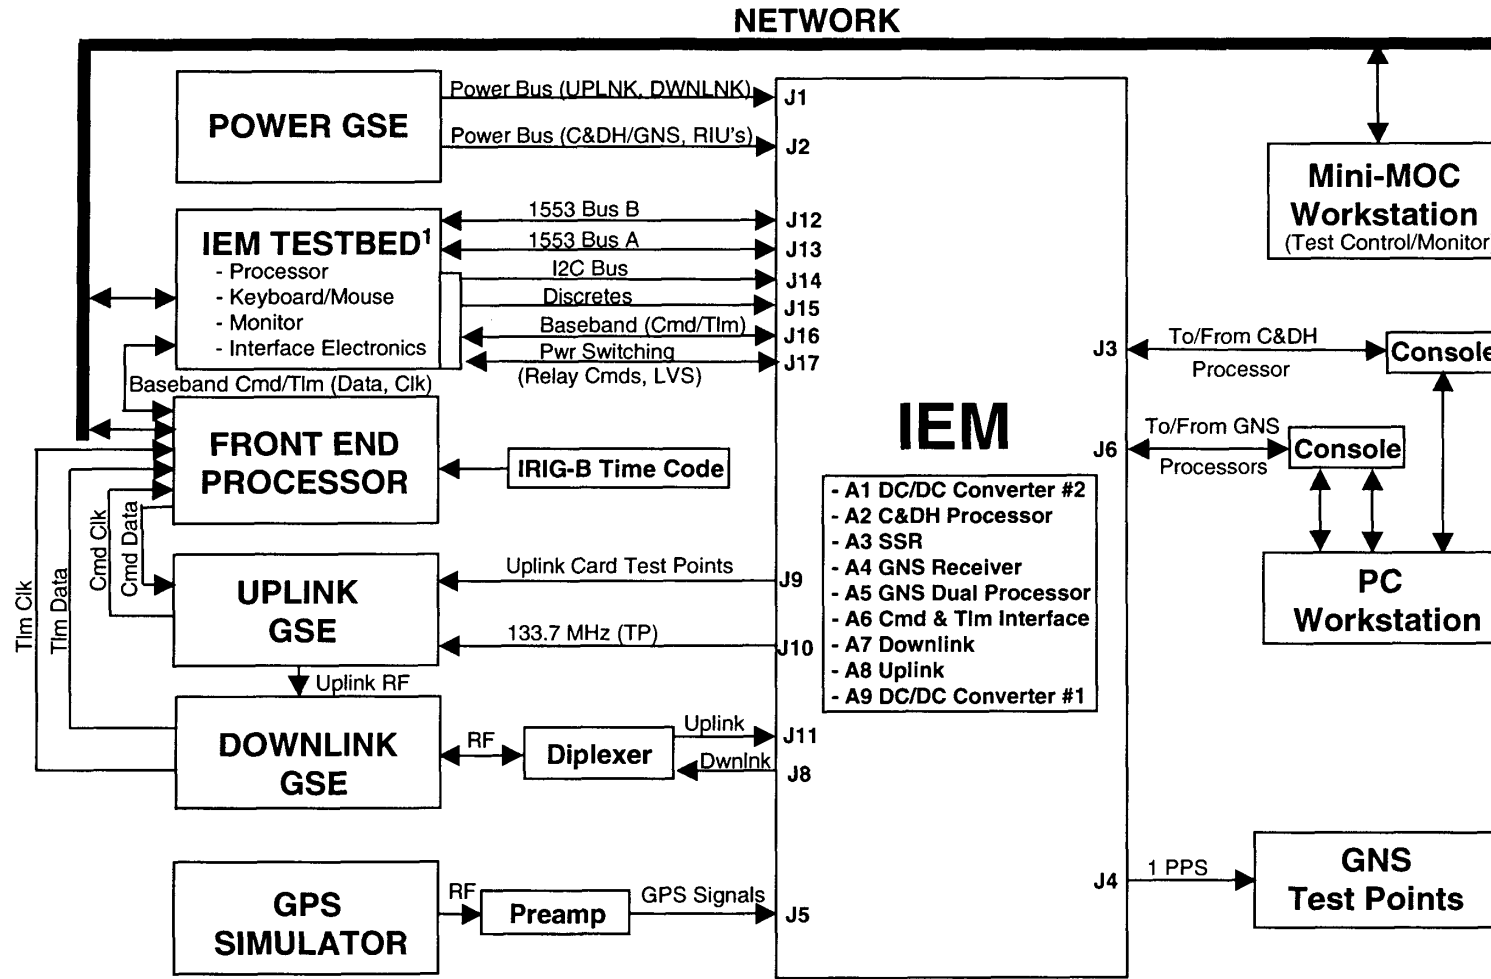 NETWORK
POWER GSE
Power Bus (UPLNK, DWNLNK)
J1
Power Bus (C&DH/GNS, RIU's)
J2
Mini-MOC
Workstation
(Test Control/Monitor
IEM TESTBED1
- Processor
- Keyboard/Mouse
- Monitor
- Interface Electronics
1553 Bus B
J12
1553 Bus A
J13
I2C Bus
J14
Discretes
J15
Baseband (Cmd/Tlm)
J16
Pwr Switching
J17
(Relay Cmds, LVS)
Baseband Cmd/Tlm (Data, Clk)
J3
To/From C&DH
Processor
Console
FRONT END
PROCESSOR
IRIG-B Time Code
IEM
J6
To/From GNS
Processors
Console
- A1 DC/DC Converter #2
- A2 C&DH Processor
- A3 SSR
- A4 GNS Receiver
- A5 GNS Dual Processor
- A6 Cmd & Tlm Interface
- A7 Downlink
- A8 Uplink
- A9 DC/DC Converter #1
PC
Workstation
Tlm Clk
Tlm Data
Cmd Clk
Cmd Data
UPLINK
GSE
Uplink Card Test Points
J9
133.7 MHz (TP)
J10
Uplink RF
DOWNLINK
GSE
RF
Diplexer
Uplink
J11
Dwnlnk
J8
GPS
SIMULATOR
RF
Preamp
GPS Signals
J5
J4
1 PPS
GNS
Test Points